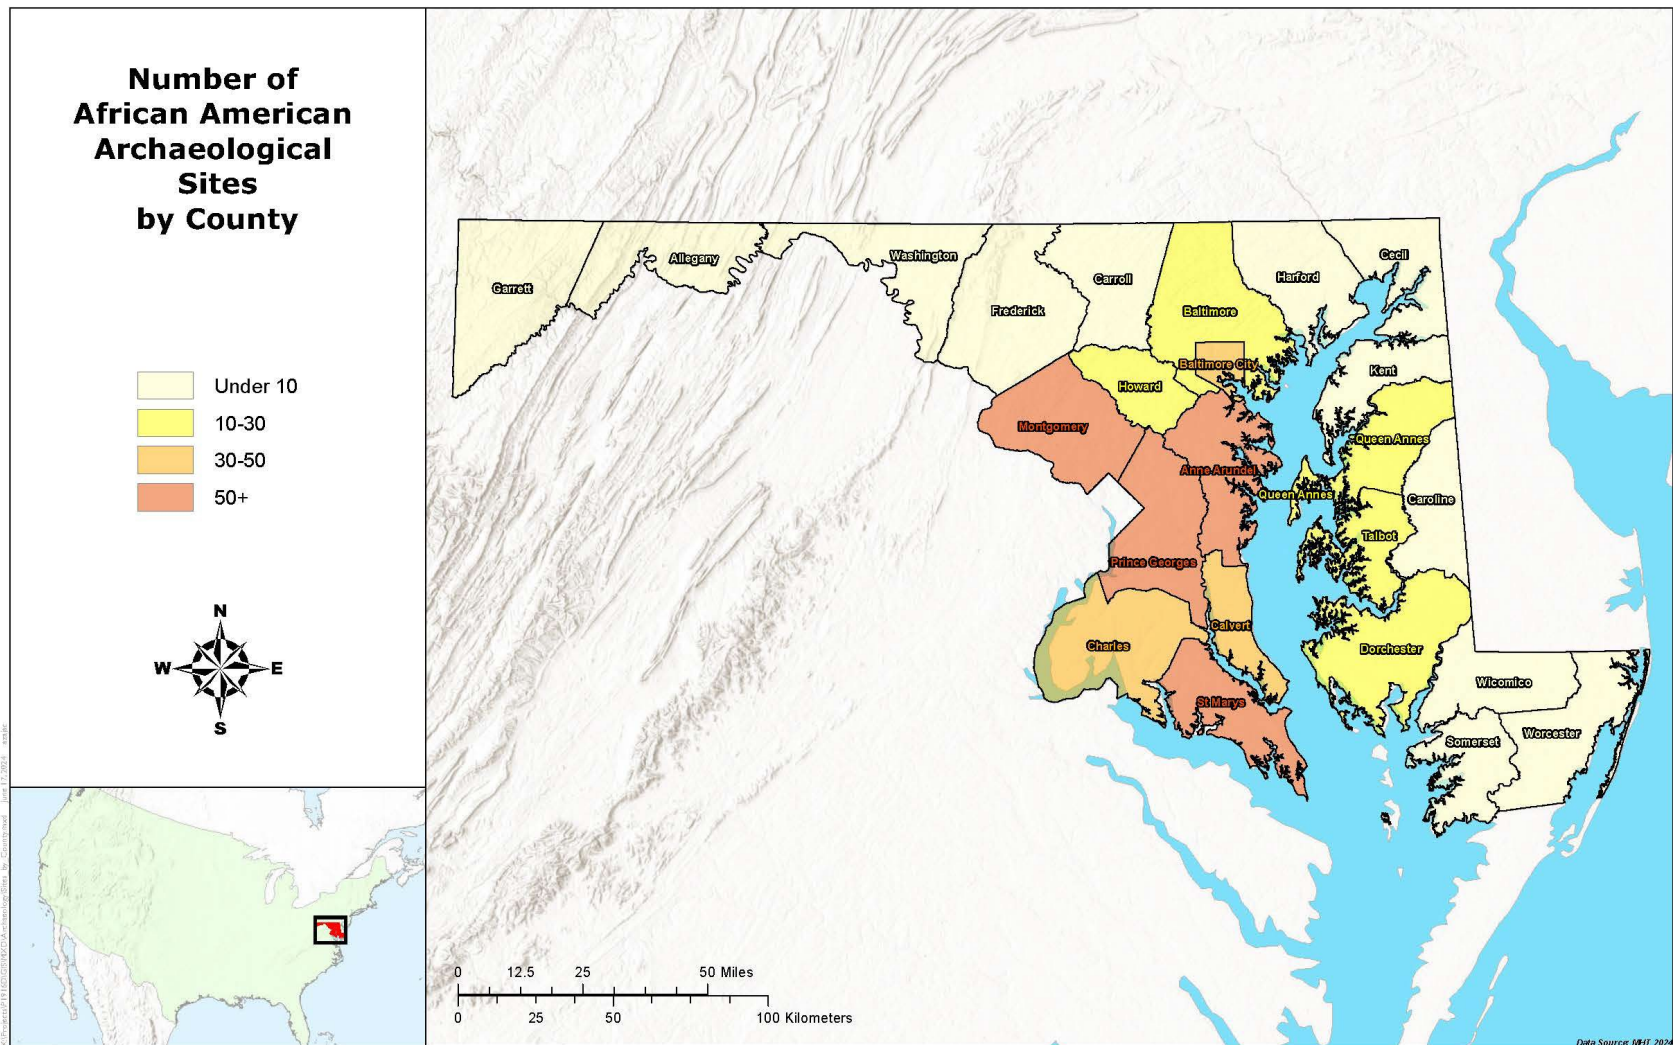 Number of
African American
Archaeological
Sites
by County
Under 10
10-30
30-50
50+
N
W
E
S
Garrett
Allegany
Washington
Frederick
Carroll
Baltimore
Harford
Cecil
Baltimore City
Howard
Kent
Montgomery
Queen Annes
Anne Arundel
Queen Annes
Caroline
Talbot
Prince Georges
Calvert
Charles
Dorchester
St Marys
Wicomico
Worcester
Somerset
0 12.5 25 50 Miles
0 25 50 100 Kilometers
Data Source: MHT, 2024
June 17, 2024